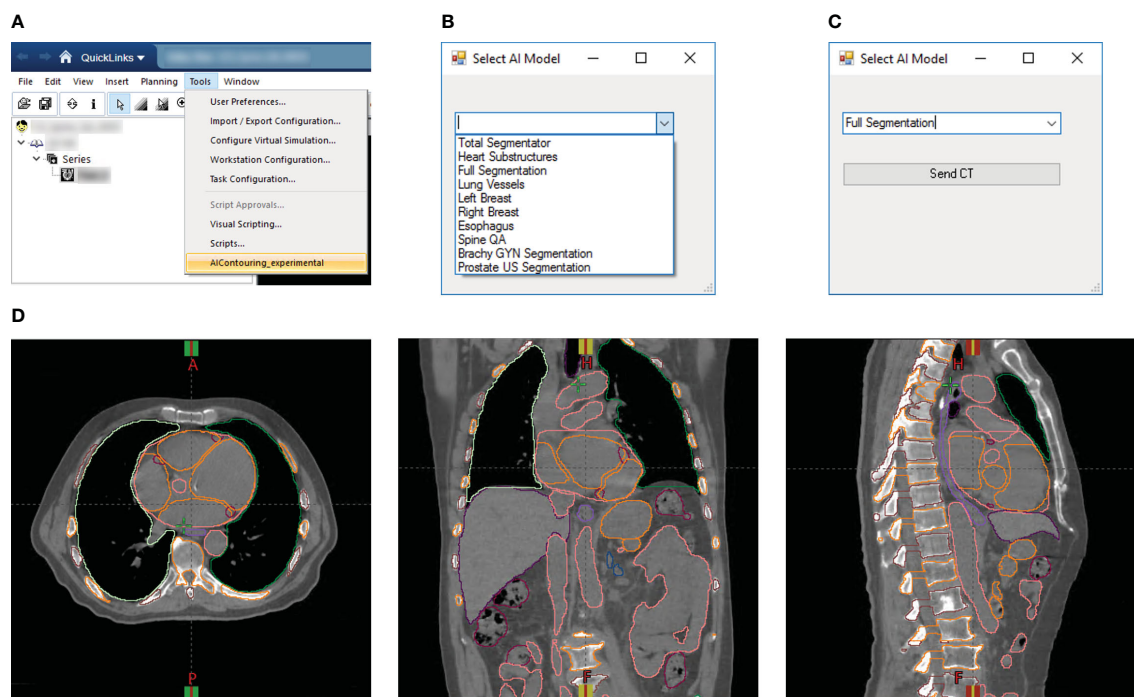 A
QuickLinks
File Edit View Insert Planning Tools Window
User Preferences...
Import / Export Configuration...
Configure Virtual Simulation...
Workstation Configuration...
Task Configuration...
Script Approvals...
Visual Scripting...
Scripts...
AIContouring_experimental
Series
B
Select AI Model
Total Segmentator
Heart Substructures
Full Segmentation
Lung Vessels
Left Breast
Right Breast
Esophagus
Spine QA
Brachy GYN Segmentation
Prostate US Segmentation
C
Select AI Model
Full Segmentation
Send CT
D
A
P
H
F
H
F